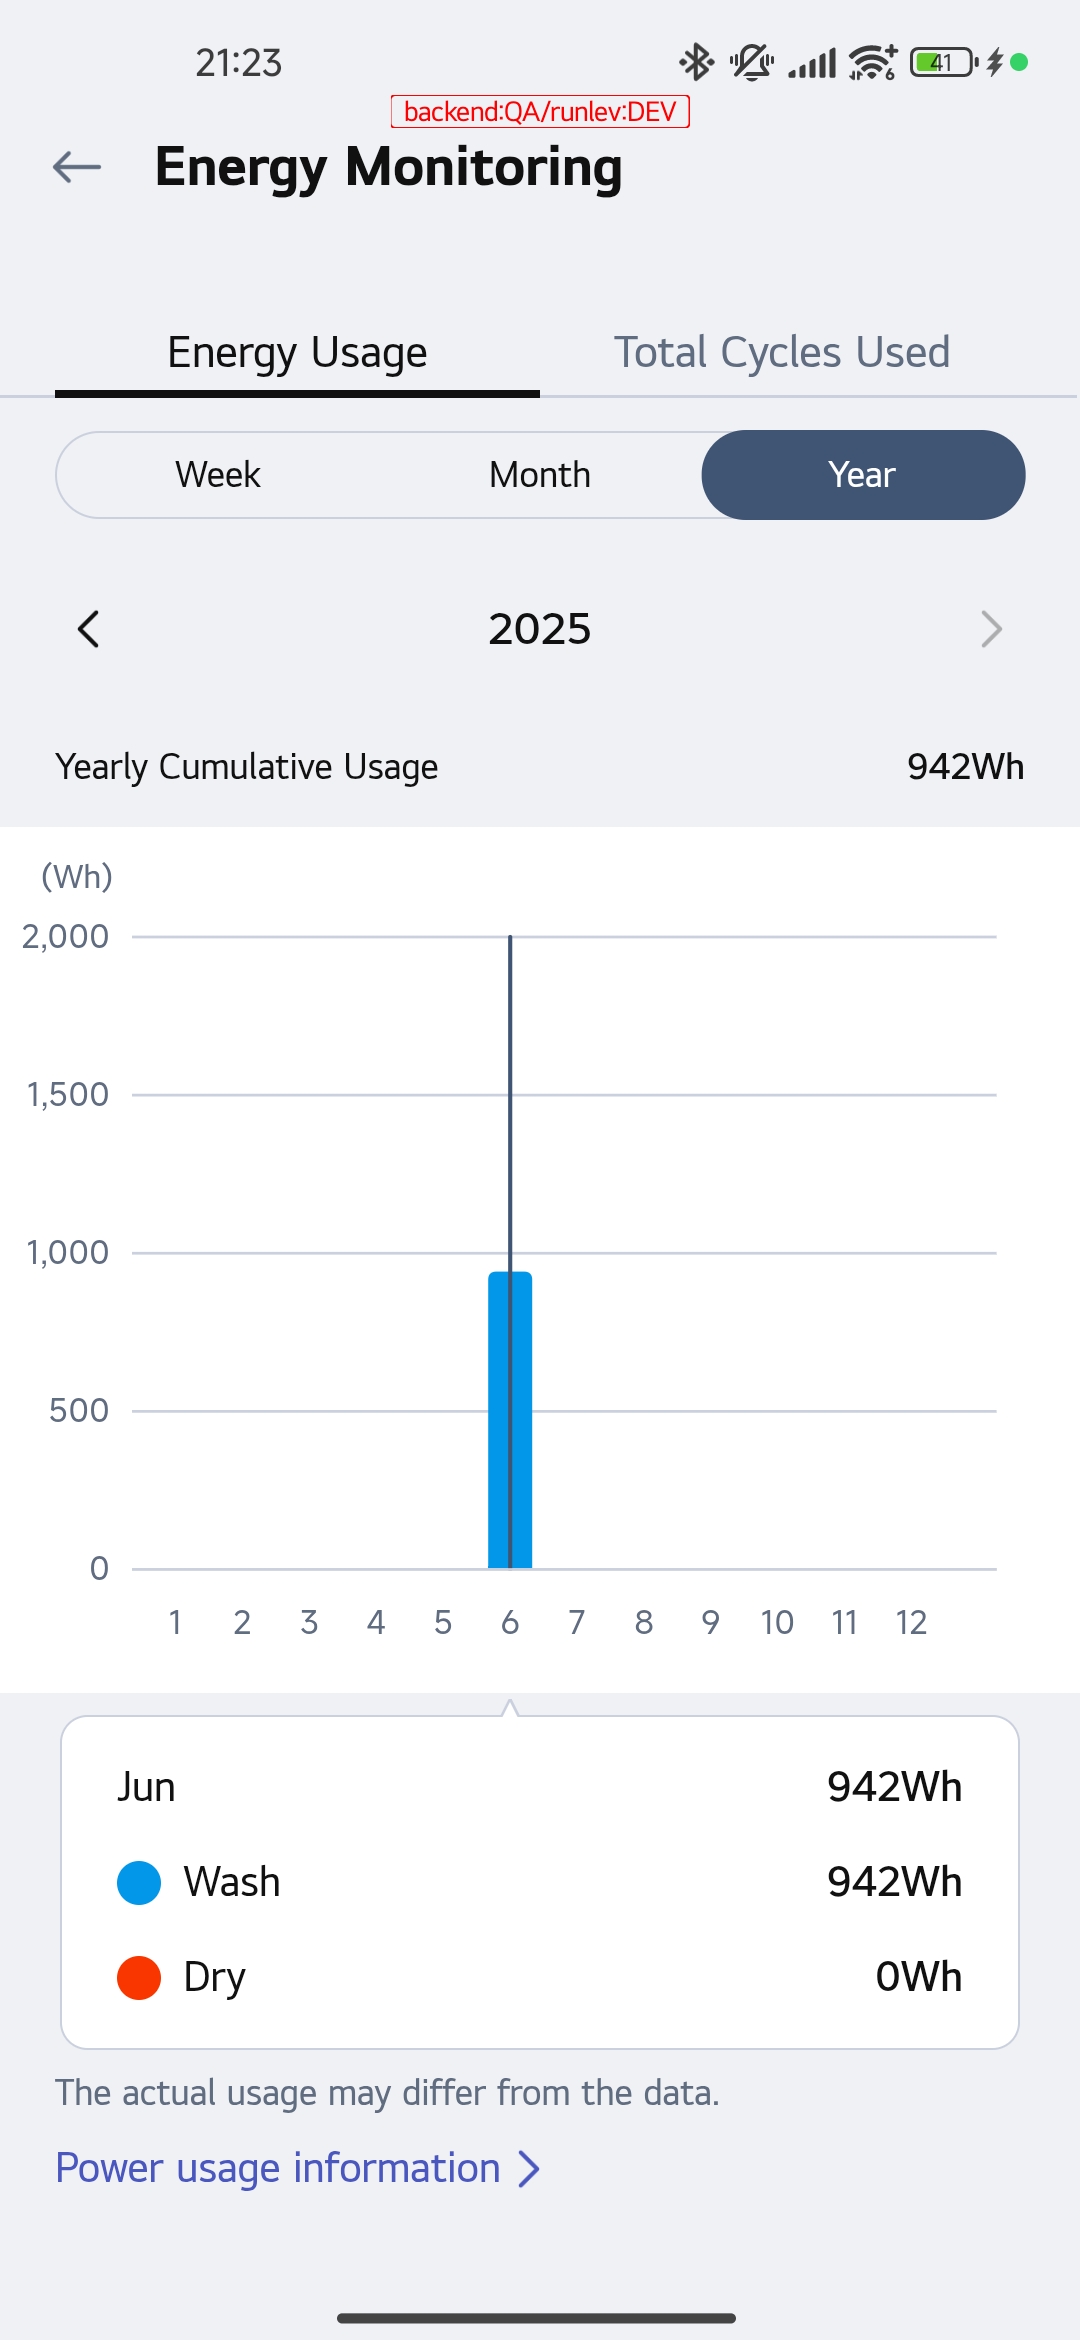 21:23
6
41
backend:QA/runlev:DEV
Energy Monitoring
Energy Usage Total Cycles Used
Week Month Year
2025
Yearly Cumulative Usage 942Wh
(Wh)
2,000
1,500
1,000
500
0
1 2 3 4 5 6 7 8 9 10 11 12
Jun 942Wh
Wash 942Wh
Dry 0Wh
The actual usage may differ from the data.
Power usage information